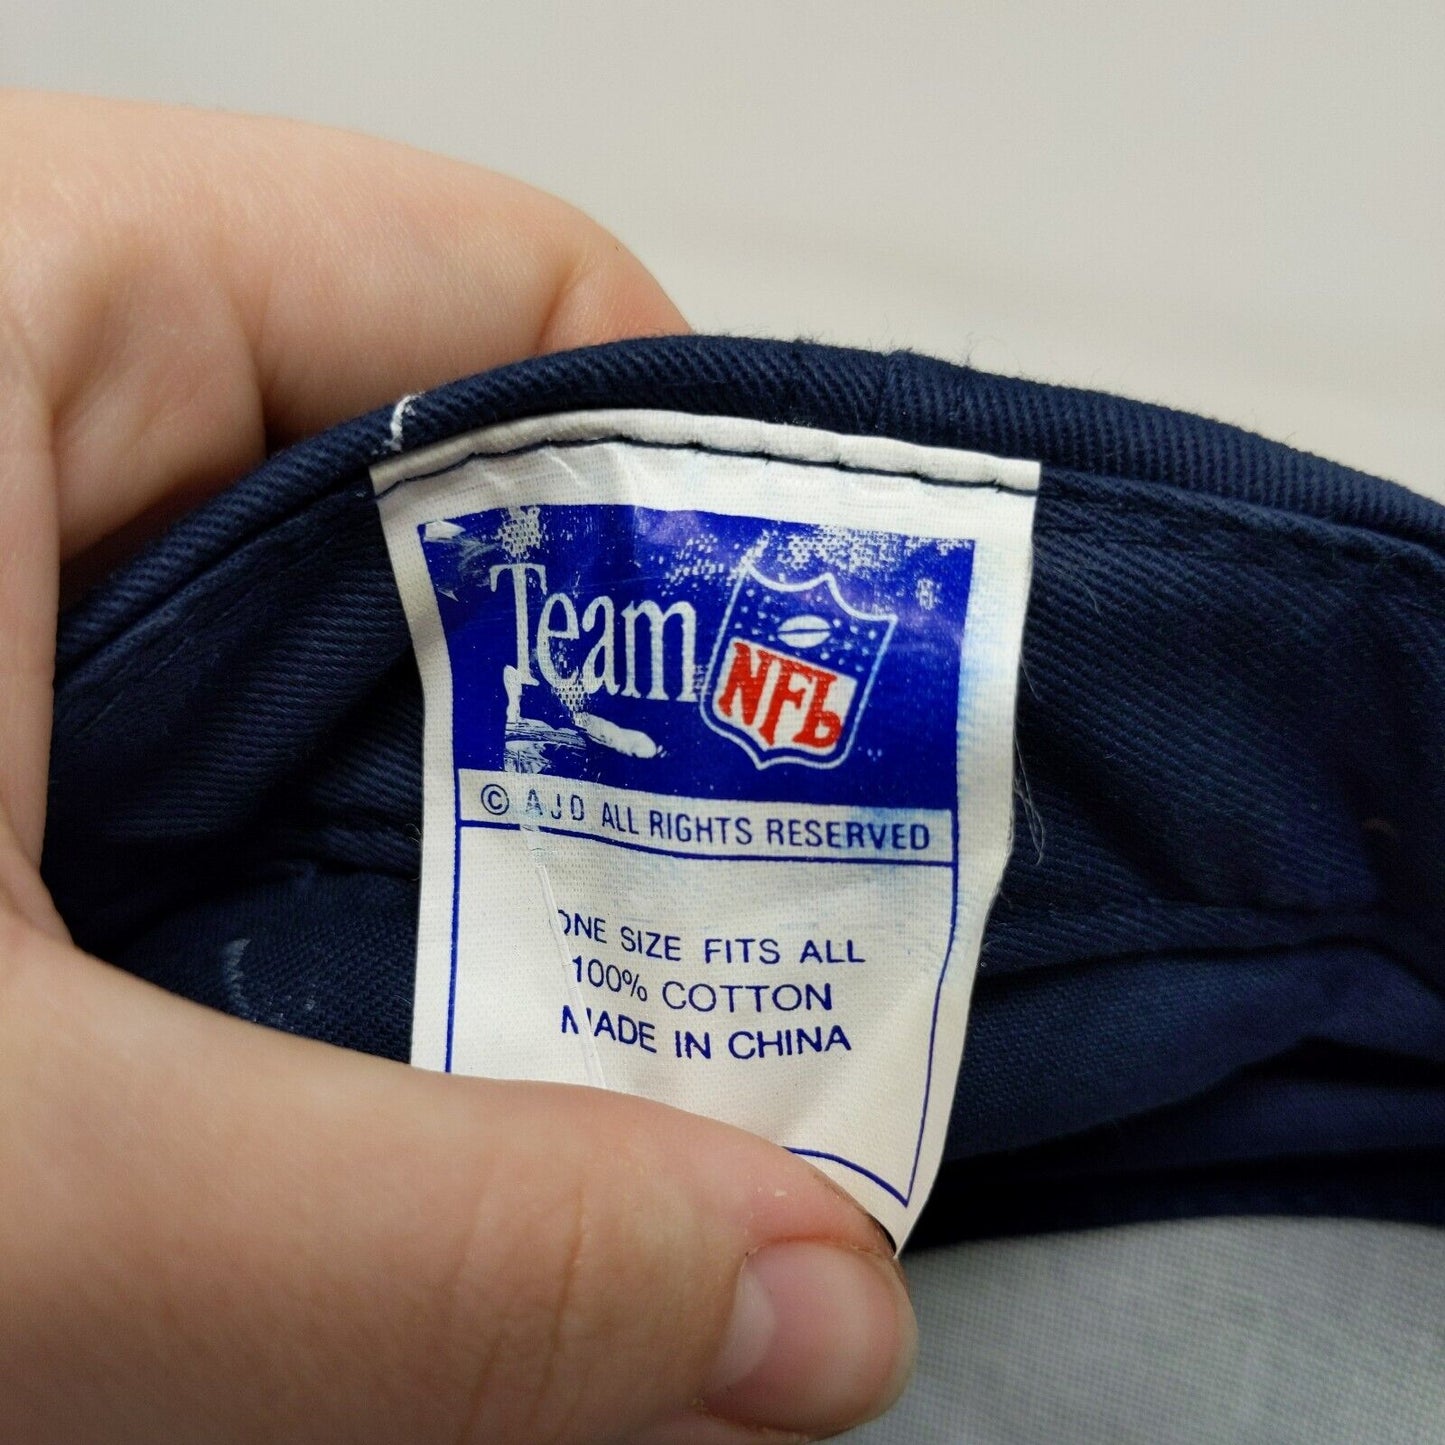 Team NFL
© AJD ALL RIGHTS RESERVED
ONE SIZE FITS ALL
100% COTTON
MADE IN CHINA